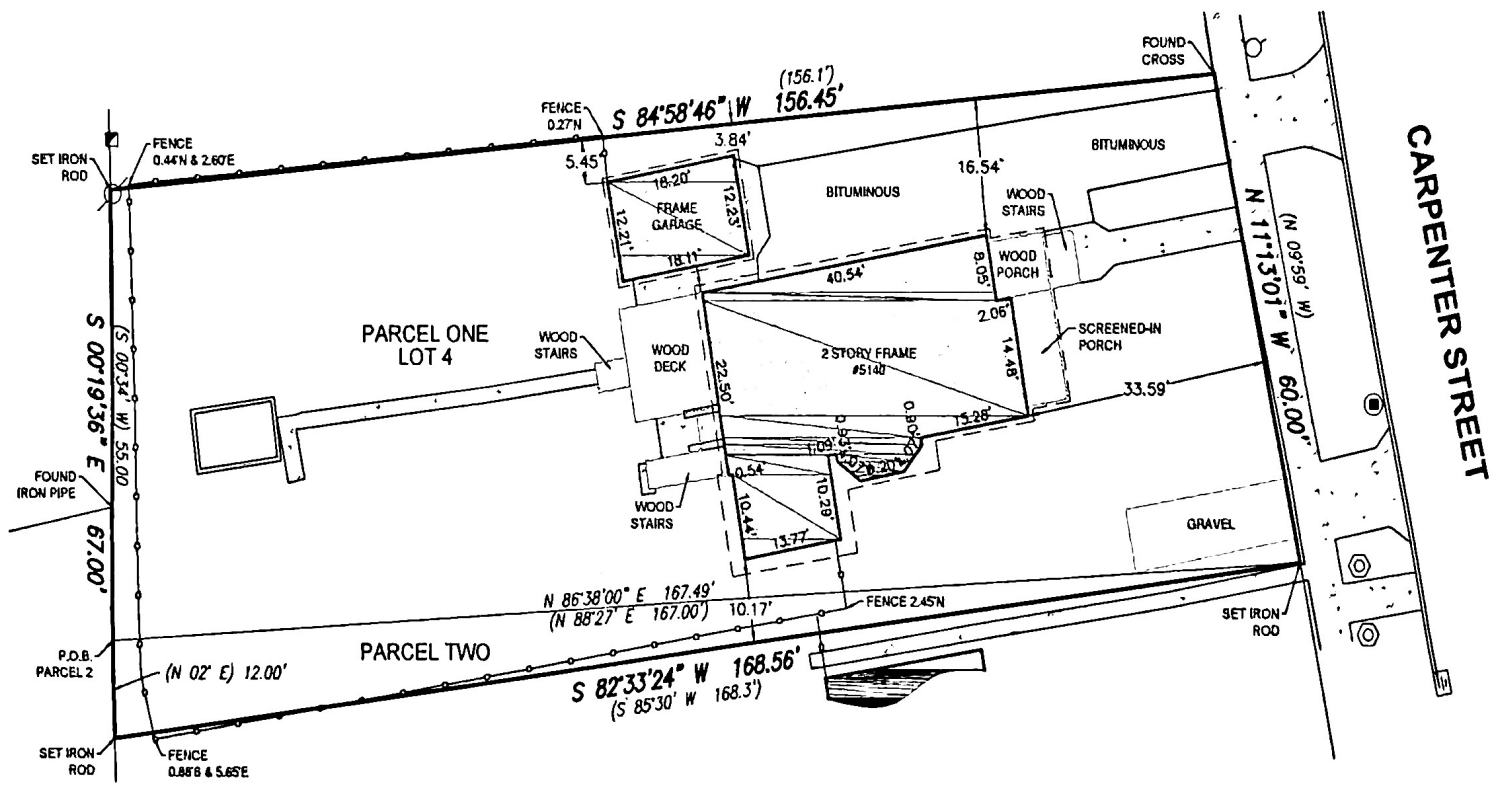 FOUND
CROSS
(156.1')
S 84°58'46" W 156.45'
FENCE
0.27'N
3.84'
5.45'
SET IRON
ROD
FENCE
0.44'N & 2.60'E
18.20'
FRAME
GARAGE
12.21'
12.23'
18.11'
BITUMINOUS
16.54'
BITUMINOUS
WOOD
STAIRS
WOOD
PORCH
8.05'
40.54'
2.06'
SCREENED-IN
PORCH
N 11°13'01" W 60.00'
(N 09°59' W)
CARPENTER STREET
PARCEL ONE
LOT 4
WOOD
STAIRS
WOOD
DECK
2 STORY FRAME
#5140
22.50'
14.48'
33.59'
15.28'
0.80'
1.09'
0.54'
10.44'
10.28'
13.77'
WOOD
STAIRS
S 00°19'36" E 67.00'
(S 00°34' W) 55.00
FOUND
IRON PIPE
GRAVEL
N 86°38'00" E 167.49'
(N 88°27' E 167.00')
10.17'
FENCE 2.45'N
SET IRON
ROD
P.O.B.
PARCEL 2
PARCEL TWO
(N 02° E) 12.00'
S 82°33'24" W 168.56'
(S 85°30' W 168.3')
SET IRON
ROD
FENCE
5.65'E